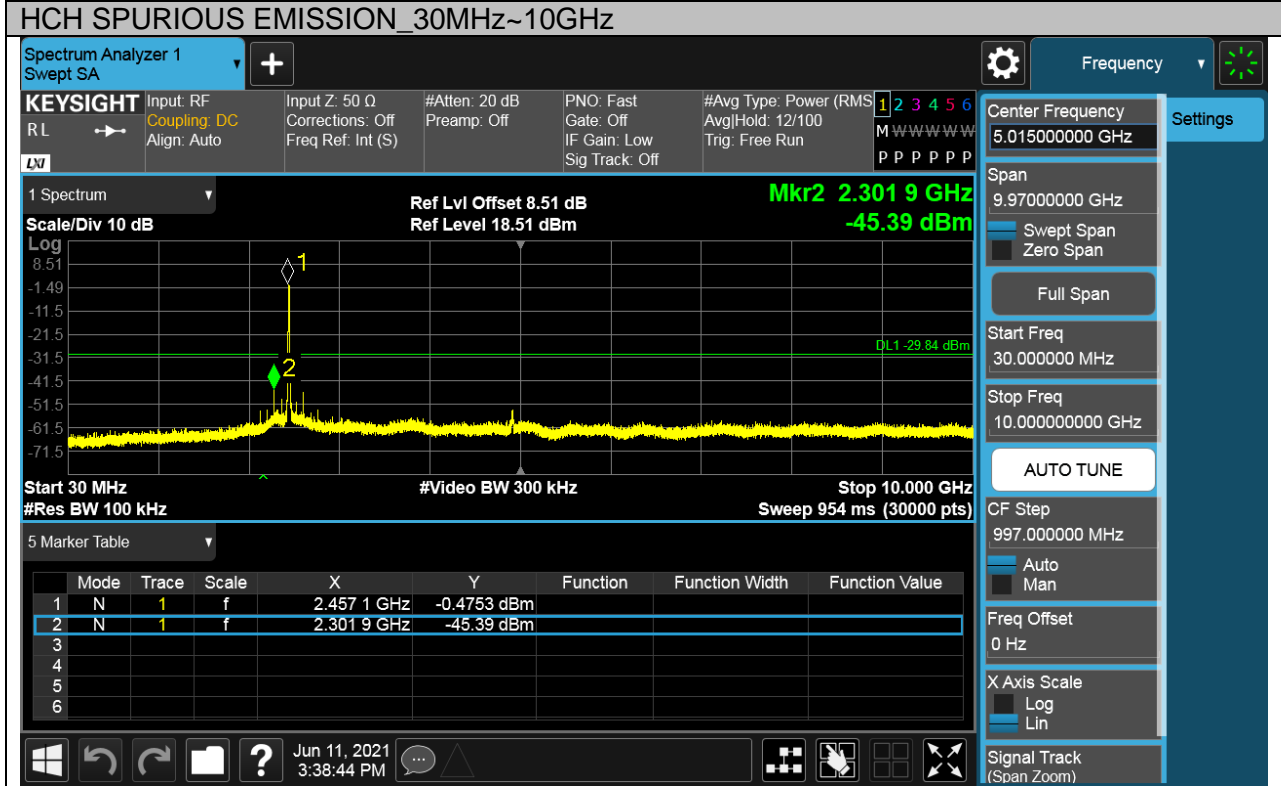 HCH SPURIOUS EMISSION_30MHz~10GHz
Spectrum Analyzer 1
Swept SA
Frequency
KEYSIGHT
RL
LXI
Input: RF
Coupling: DC
Align: Auto
Input Z: 50 Ω
Corrections: Off
Freq Ref: Int (S)
#Atten: 20 dB
Preamp: Off
PNO: Fast
Gate: Off
IF Gain: Low
Sig Track: Off
#Avg Type: Power (RMS
Avg|Hold: 12/100
Trig: Free Run
1 2 3 4 5 6
M W W W W W
P P P P P P
1 Spectrum
Scale/Div 10 dB
Ref Lvl Offset 8.51 dB
Ref Level 18.51 dBm
Mkr2 2.301 9 GHz
-45.39 dBm
Log
8.51
-1.49
-11.5
-21.5
-31.5
-41.5
-51.5
-61.5
-71.5
1
2
DL1 -29.84 dBm
Start 30 MHz
#Video BW 300 kHz
Stop 10.000 GHz
#Res BW 100 kHz
Sweep 954 ms (30000 pts)
5 Marker Table
Mode Trace Scale X Y Function Function Width Function Value
1 N 1 f 2.457 1 GHz -0.4753 dBm
2 N 1 f 2.301 9 GHz -45.39 dBm
3
4
5
6
Jun 11, 2021
3:38:44 PM
Center Frequency
5.015000000 GHz
Settings
Span
9.97000000 GHz
Swept Span
Zero Span
Full Span
Start Freq
30.000000 MHz
Stop Freq
10.000000000 GHz
AUTO TUNE
CF Step
997.000000 MHz
Auto
Man
Freq Offset
0 Hz
X Axis Scale
Log
Lin
Signal Track
(Span Zoom)